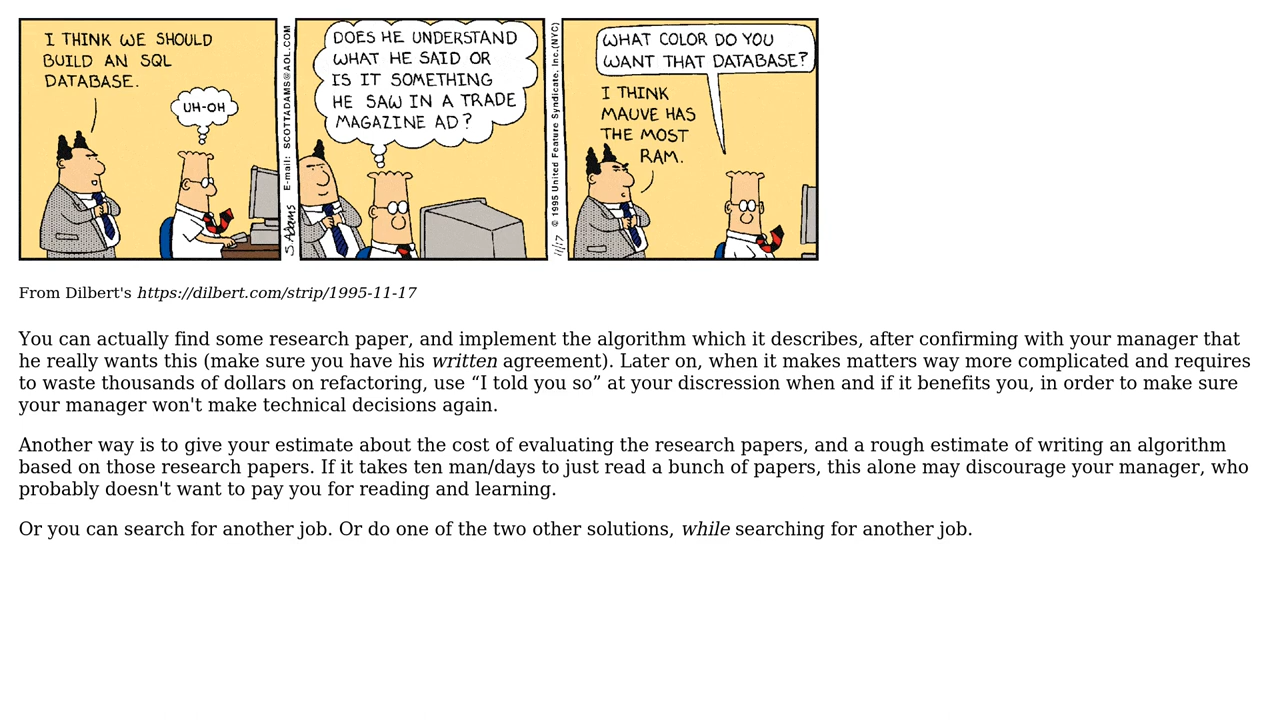 I THINK WE SHOULD
BUILD AN SQL
DATABASE.
UH-OH
S. Adams E-mail: SCOTTADAMS@AOL.COM
DOES HE UNDERSTAND
WHAT HE SAID OR
IS IT SOMETHING
HE SAW IN A TRADE
MAGAZINE AD?
11/17 © 1995 United Feature Syndicate, Inc.(NYC)
WHAT COLOR DO YOU
WANT THAT DATABASE?
I THINK
MAUVE HAS
THE MOST
RAM.
From Dilbert's https://dilbert.com/strip/1995-11-17
You can actually find some research paper, and implement the algorithm which it describes, after confirming with your manager that
he really wants this (make sure you have his written agreement). Later on, when it makes matters way more complicated and requires
to waste thousands of dollars on refactoring, use “I told you so” at your discression when and if it benefits you, in order to make sure
your manager won't make technical decisions again.
Another way is to give your estimate about the cost of evaluating the research papers, and a rough estimate of writing an algorithm
based on those research papers. If it takes ten man/days to just read a bunch of papers, this alone may discourage your manager, who
probably doesn't want to pay you for reading and learning.
Or you can search for another job. Or do one of the two other solutions, while searching for another job.